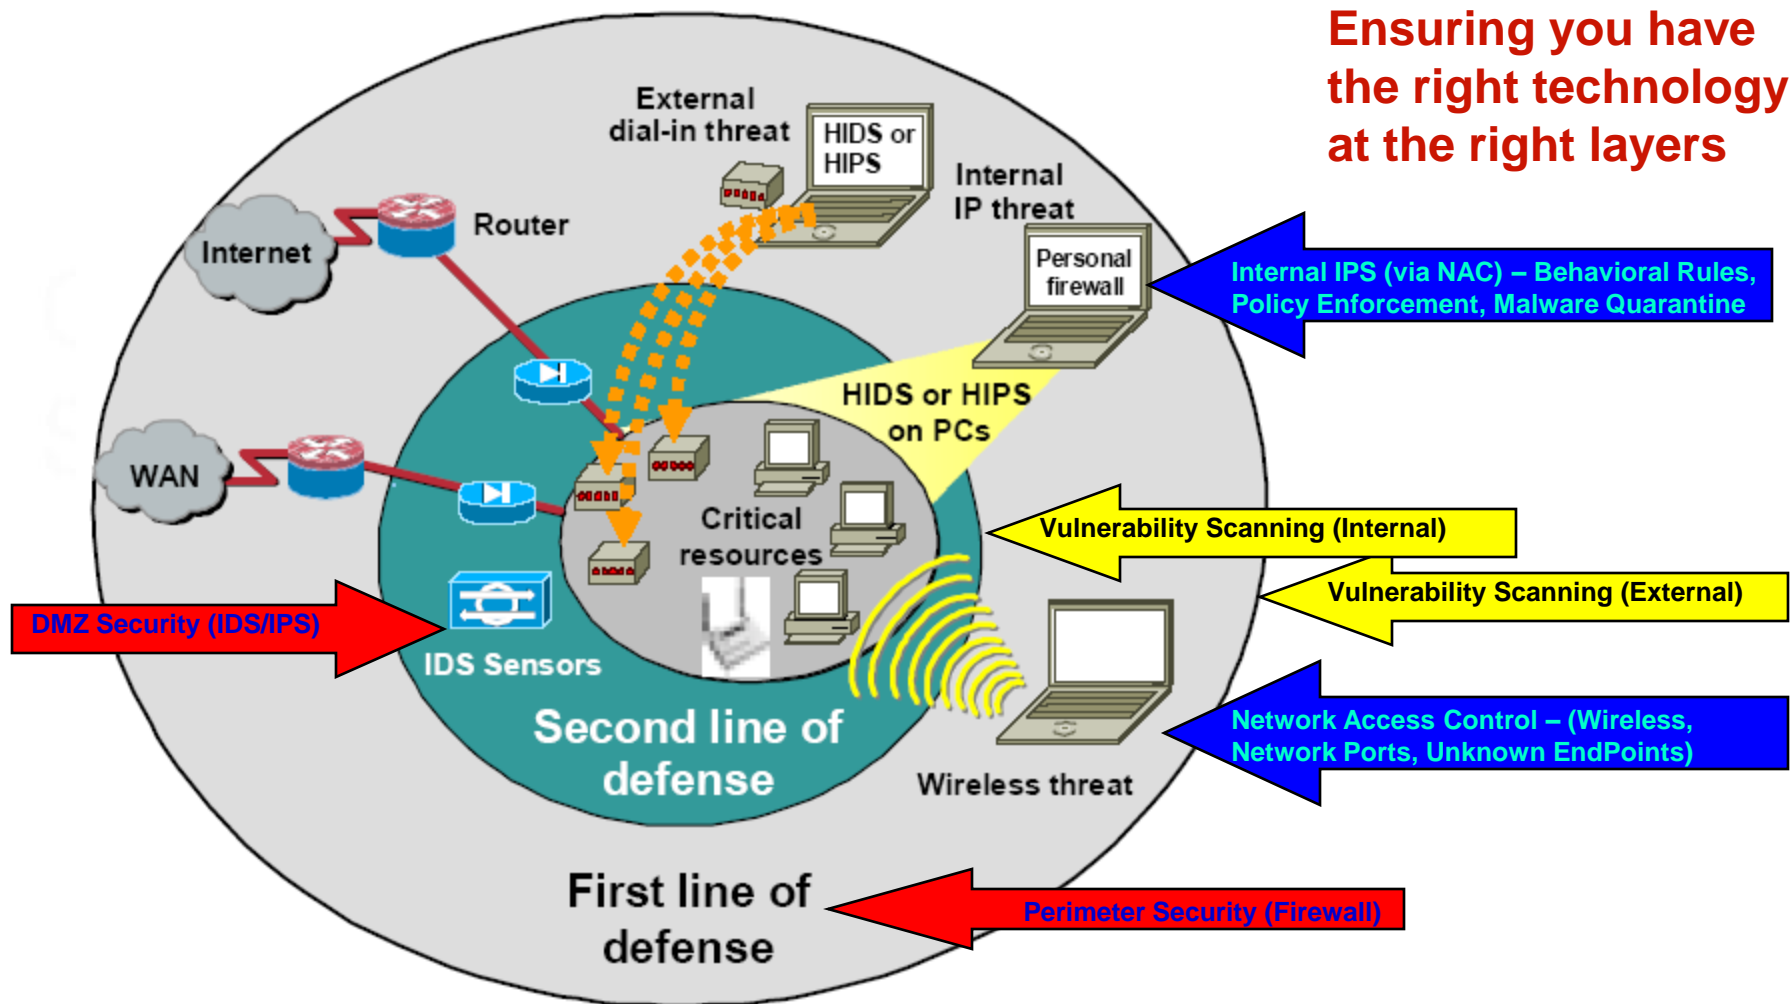 Ensuring you have
the right technology
at the right layers
External
dial-in threat
HIDS or
HIPS
Internal
IP threat
Router
Internet
Personal
firewall
Internal IPS (via NAC) – Behavioral Rules,
Policy Enforcement, Malware Quarantine
HIDS or HIPS
on PCs
WAN
Critical
resources
Vulnerability Scanning (Internal)
Vulnerability Scanning (External)
DMZ Security (IDS/IPS)
IDS Sensors
Second line of
defense
Network Access Control – (Wireless,
Network Ports, Unknown EndPoints)
Wireless threat
First line of
defense
Perimeter Security (Firewall)